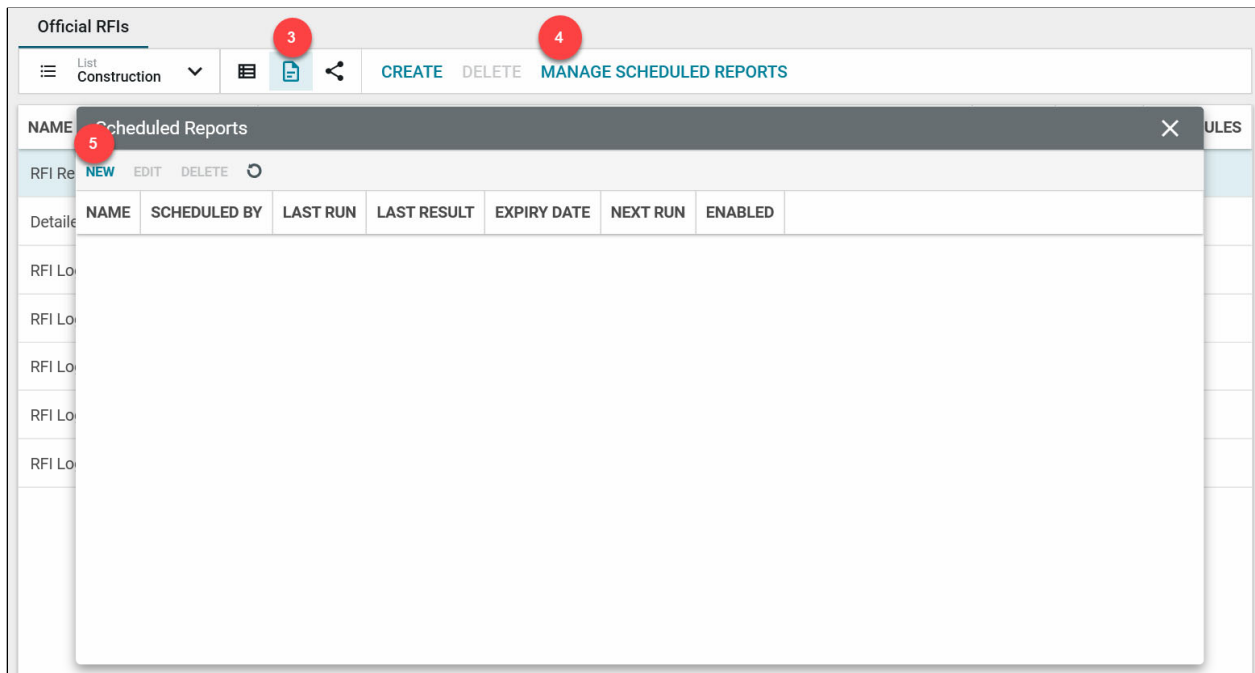 Official RFIs
3
4
List
Construction
CREATE DELETE MANAGE SCHEDULED REPORTS
NAME Scheduled Reports ULES
5
RFI Re NEW EDIT DELETE
NAME SCHEDULED BY LAST RUN LAST RESULT EXPIRY DATE NEXT RUN ENABLED
Detaile
RFI Lo
RFI Lo
RFI Lo
RFI Lo
RFI Lo